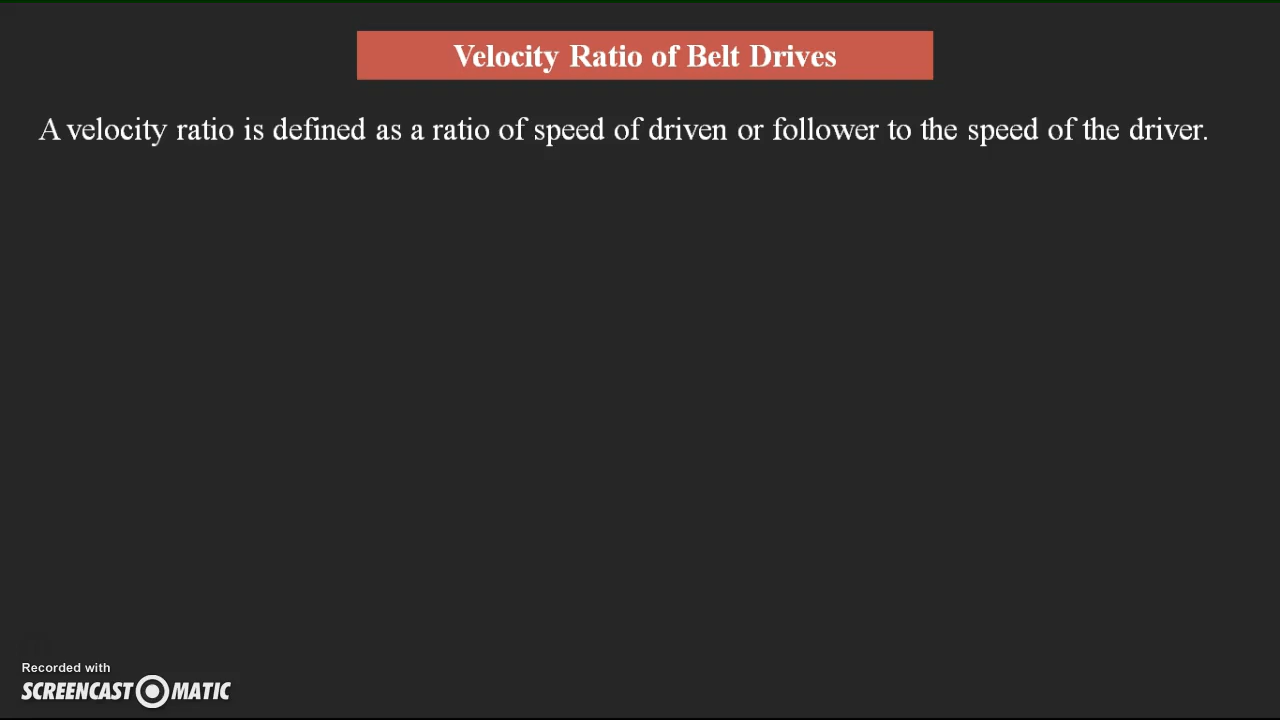 Velocity Ratio of Belt Drives
A velocity ratio is defined as a ratio of speed of driven or follower to the speed of the driver.
Recorded with
SCREENCAST MATIC